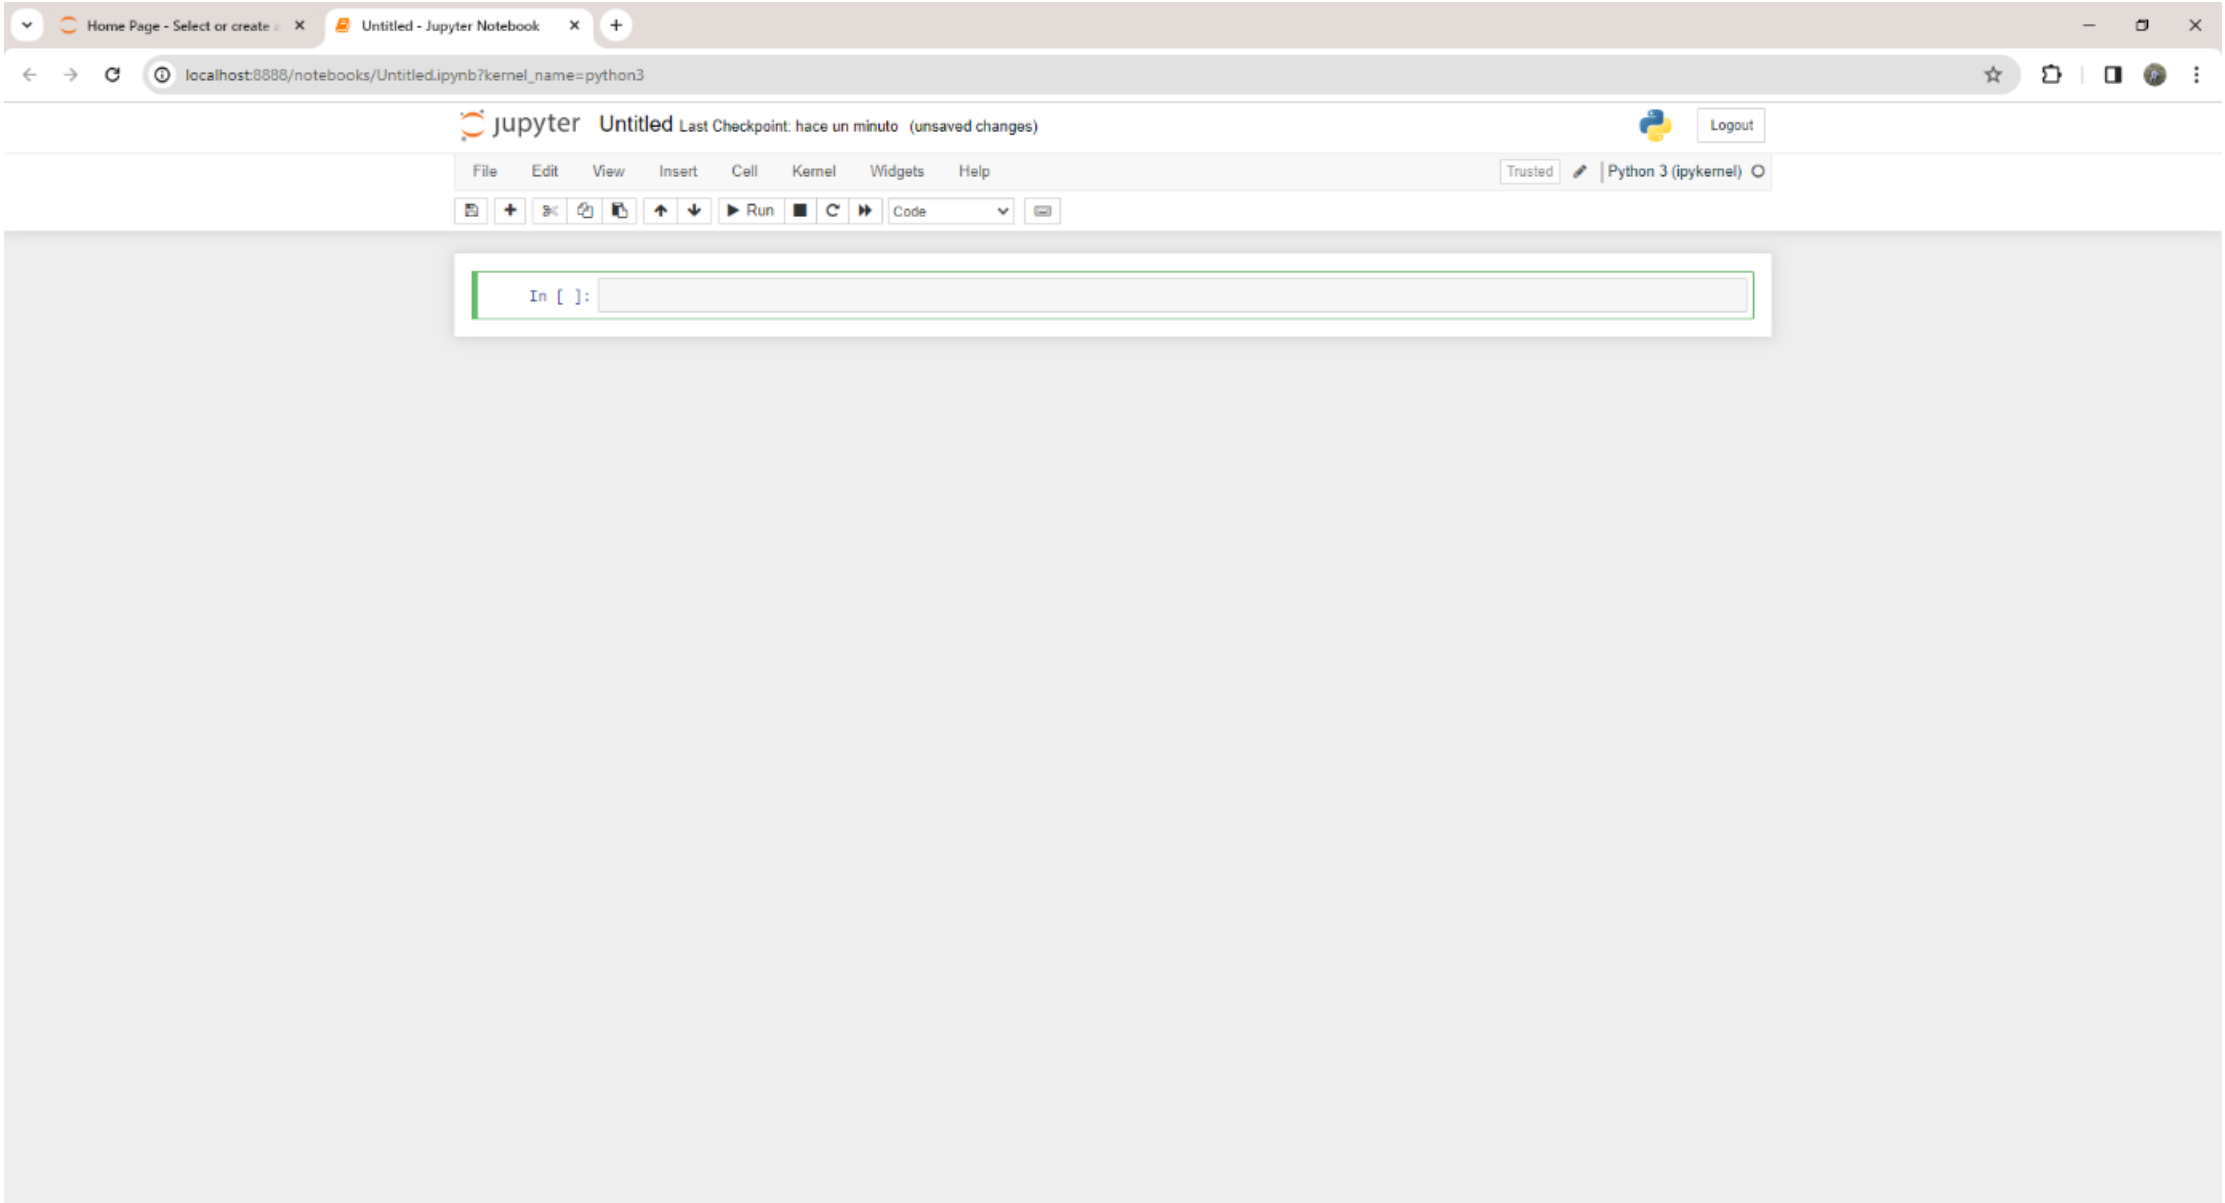 Home Page - Select or create a
Untitled - Jupyter Notebook
localhost:8888/notebooks/Untitled.ipynb?kernel_name=python3
jupyter Untitled Last Checkpoint: hace un minuto (unsaved changes)
Logout
File Edit View Insert Cell Kernel Widgets Help
Trusted
Python 3 (ipykernel)
Run
Code
In [ ]: